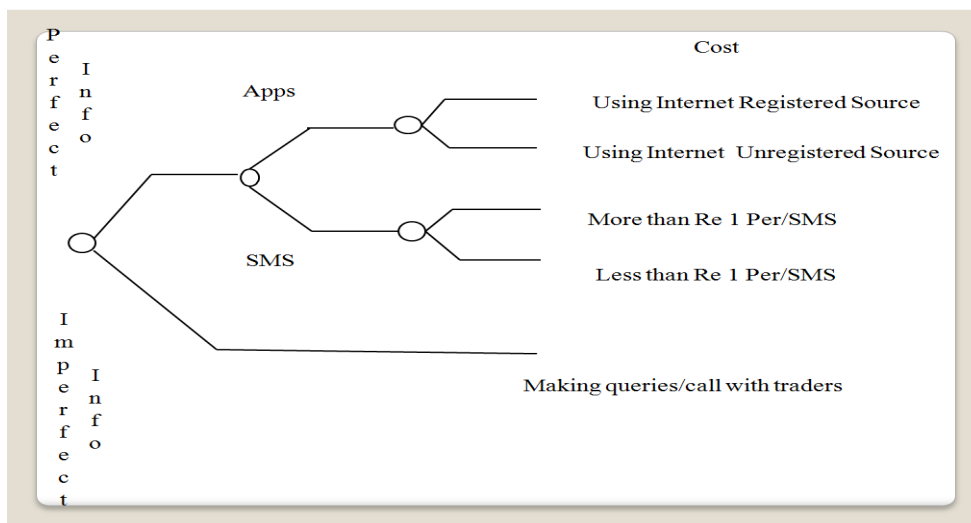 Perfect
Info
Cost
Apps
Using Internet Registered Source
Using Internet Unregistered Source
More than Re 1 Per/SMS
SMS
Less than Re 1 Per/SMS
Imperfect
Info
Making queries/call with traders